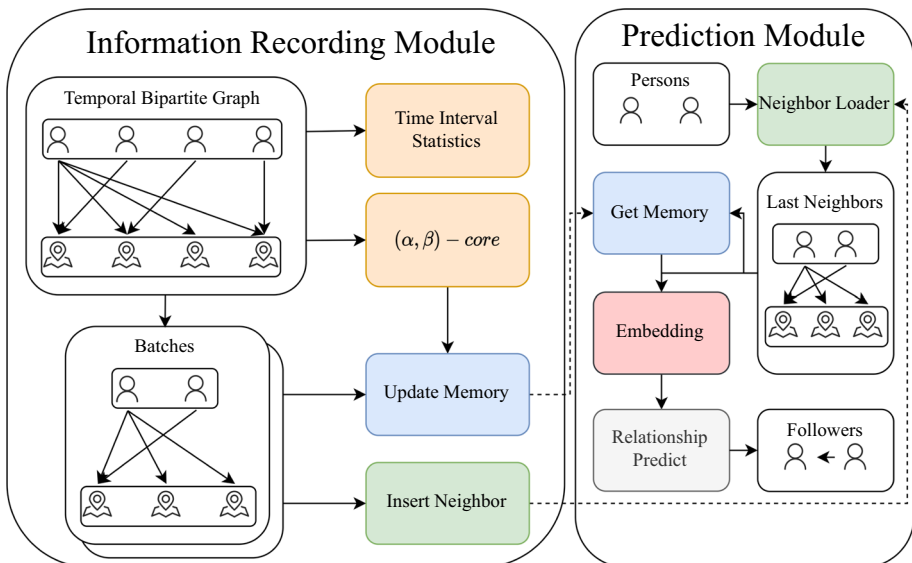 Information Recording Module
Temporal Bipartite Graph
Time Interval
Statistics
(α, β) − core
Batches
Update Memory
Insert Neighbor
Prediction Module
Persons
Neighbor Loader
Get Memory
Last Neighbors
Embedding
Relationship
Predict
Followers